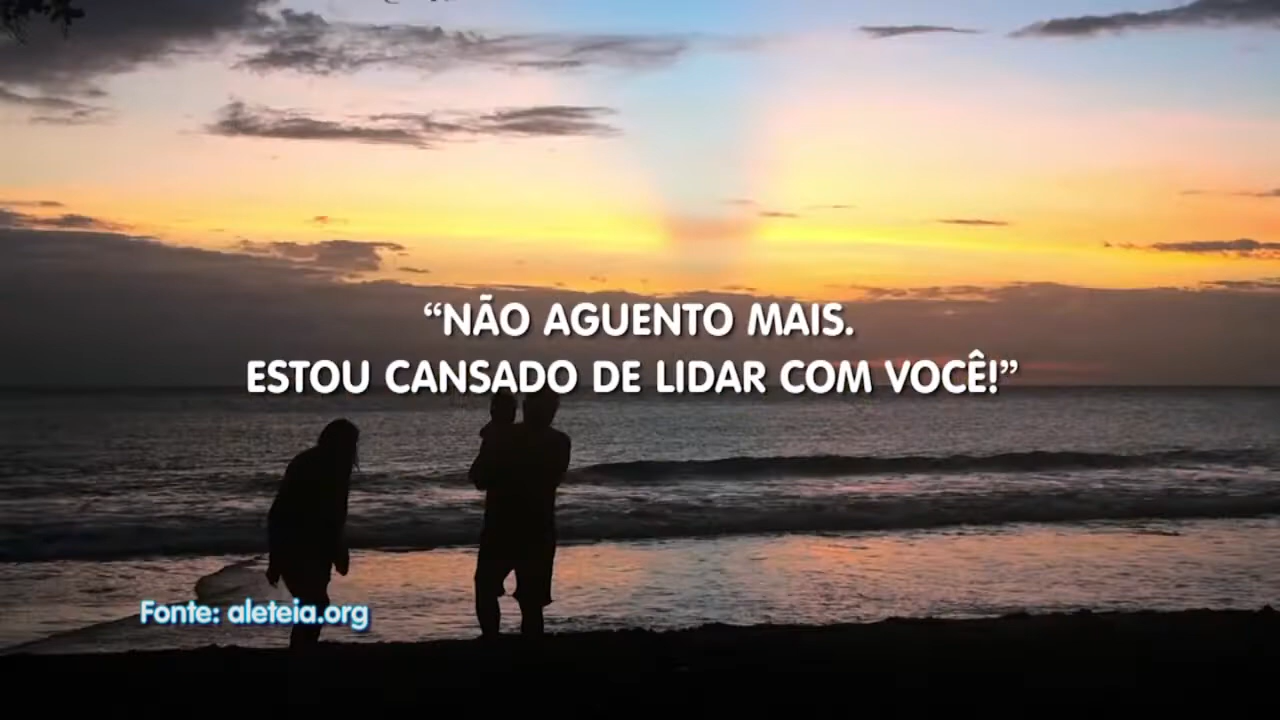 “NÃO AGUENTO MAIS.
ESTOU CANSADO DE LIDAR COM VOCÊ!”
Fonte: aleteia.org